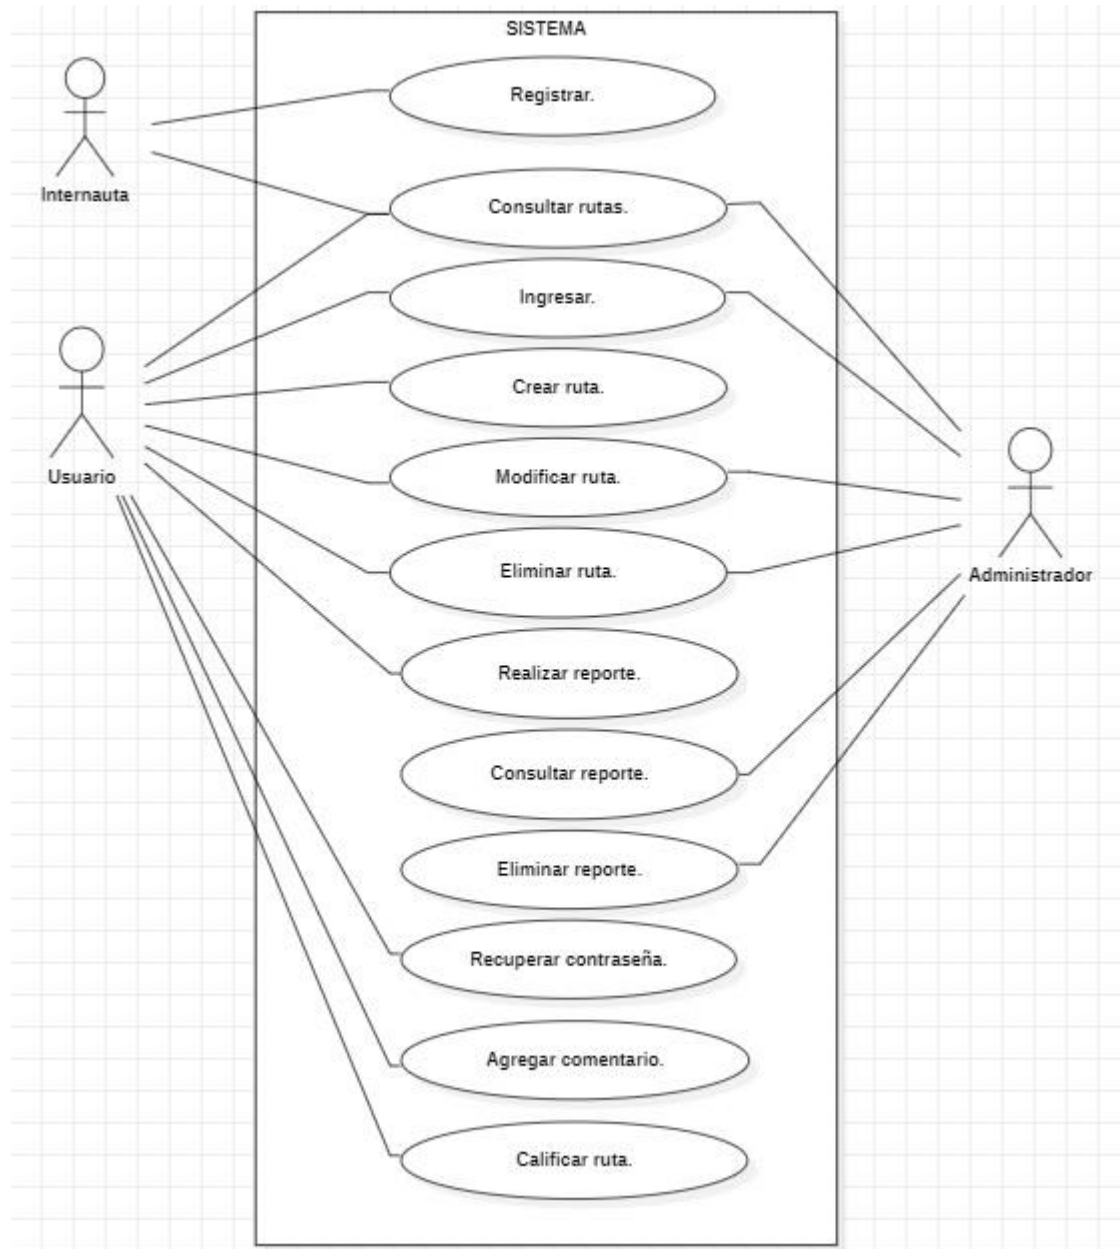 SISTEMA
Registrar.
Internauta
Consultar rutas.
Ingresar.
Crear ruta.
Usuario
Modificar ruta.
Eliminar ruta.
Administrador
Realizar reporte.
Consultar reporte.
Eliminar reporte.
Recuperar contraseña.
Agregar comentario.
Calificar ruta.